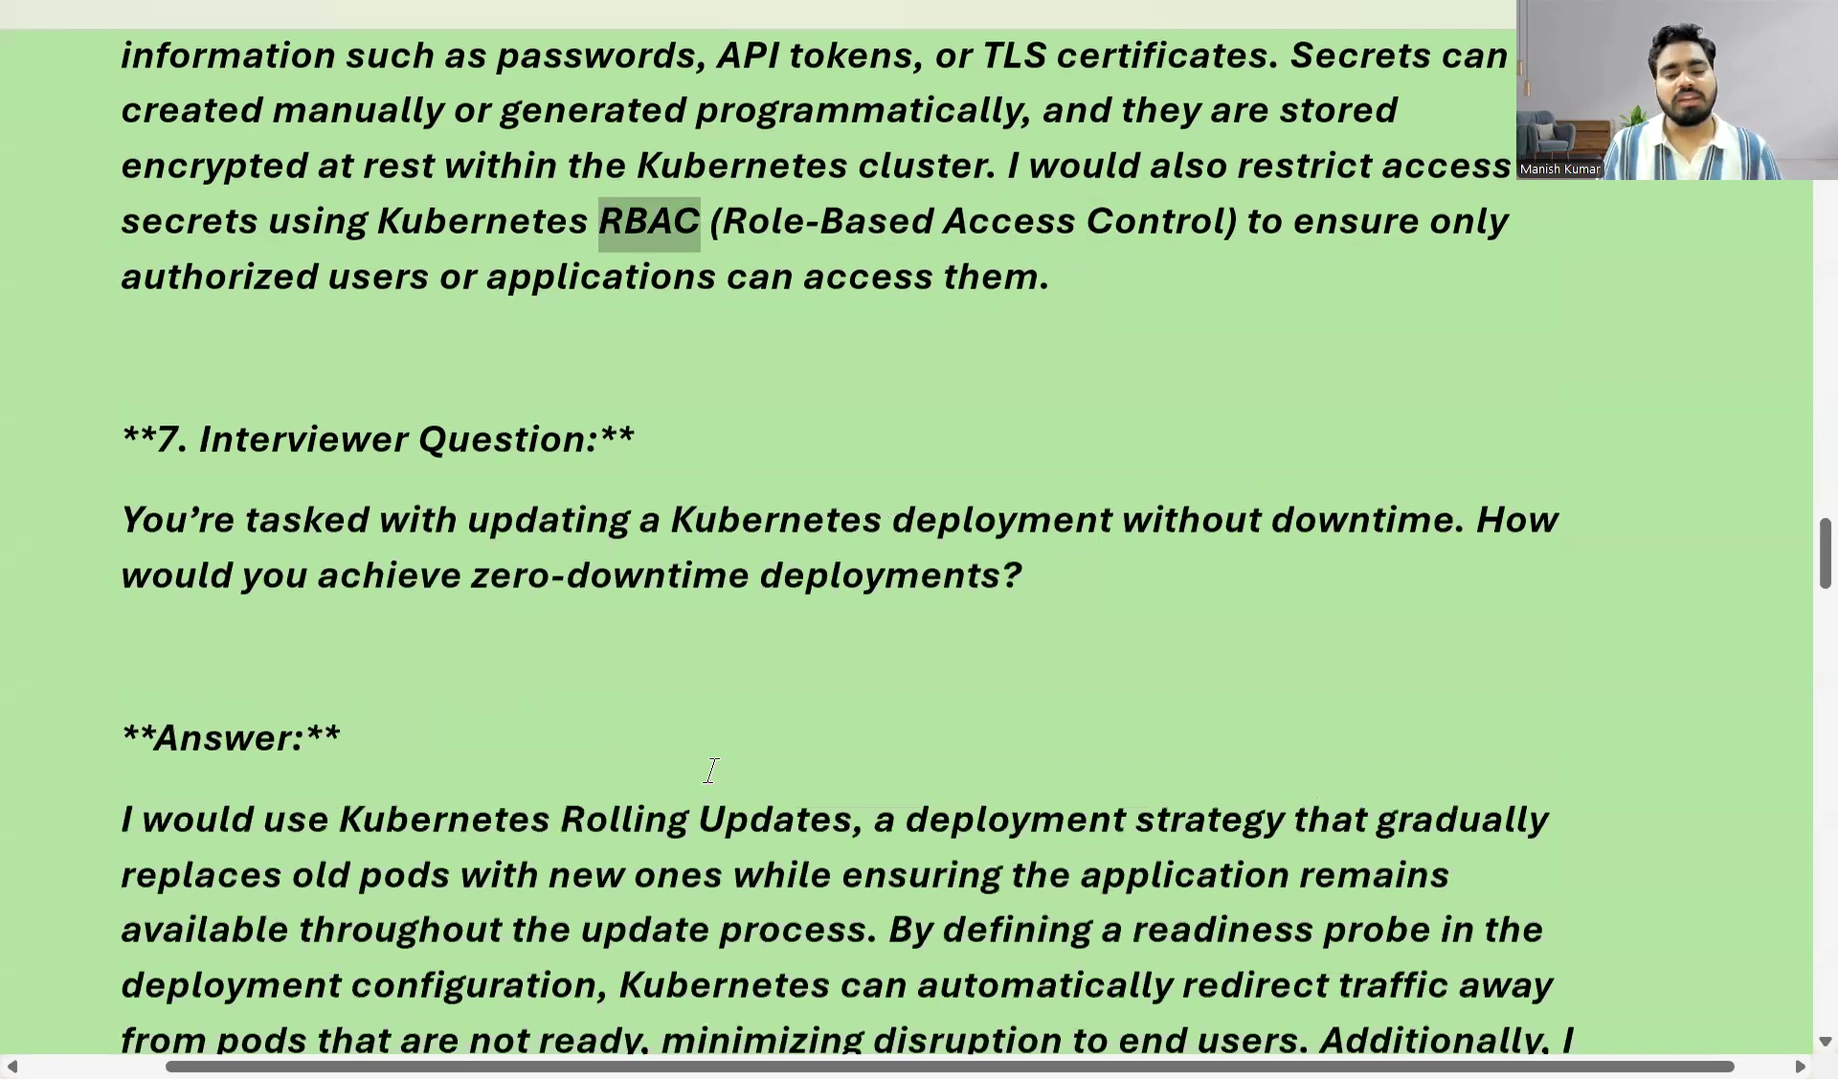 information such as passwords, API tokens, or TLS certificates. Secrets can
created manually or generated programmatically, and they are stored
encrypted at rest within the Kubernetes cluster. I would also restrict access
secrets using Kubernetes RBAC (Role-Based Access Control) to ensure only
authorized users or applications can access them.
Manish Kumar
**7. Interviewer Question:**
You’re tasked with updating a Kubernetes deployment without downtime. How
would you achieve zero-downtime deployments?
**Answer:**
I would use Kubernetes Rolling Updates, a deployment strategy that gradually
replaces old pods with new ones while ensuring the application remains
available throughout the update process. By defining a readiness probe in the
deployment configuration, Kubernetes can automatically redirect traffic away
from pods that are not ready, minimizing disruption to end users. Additionally, I